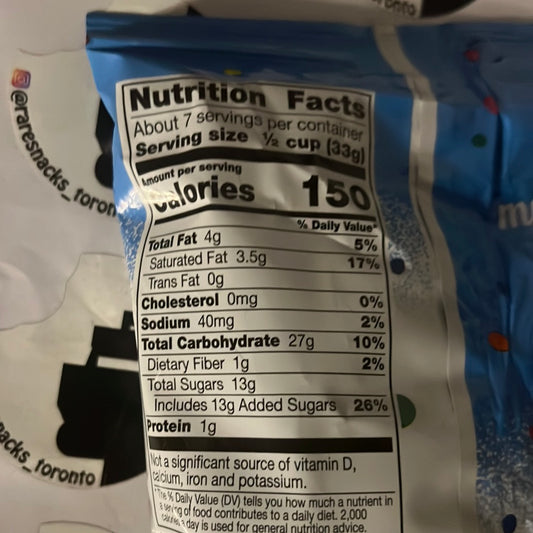 onto
@raresnacks_toron
Nutrition Facts
About 7 servings per container
Serving size ½ cup (33g)
Amount per serving
Calories 150
% Daily Value*
Total Fat 4g 5%
Saturated Fat 3.5g 17%
Trans Fat 0g
Cholesterol 0mg 0%
Sodium 40mg 2%
Total Carbohydrate 27g 10%
Dietary Fiber 1g 2%
Total Sugars 13g
Includes 13g Added Sugars 26%
Protein 1g
Not a significant source of vitamin D,
calcium, iron and potassium.
*The % Daily Value (DV) tells you how much a nutrient in
a serving of food contributes to a daily diet. 2,000
calories a day is used for general nutrition advice.
acks_toronto